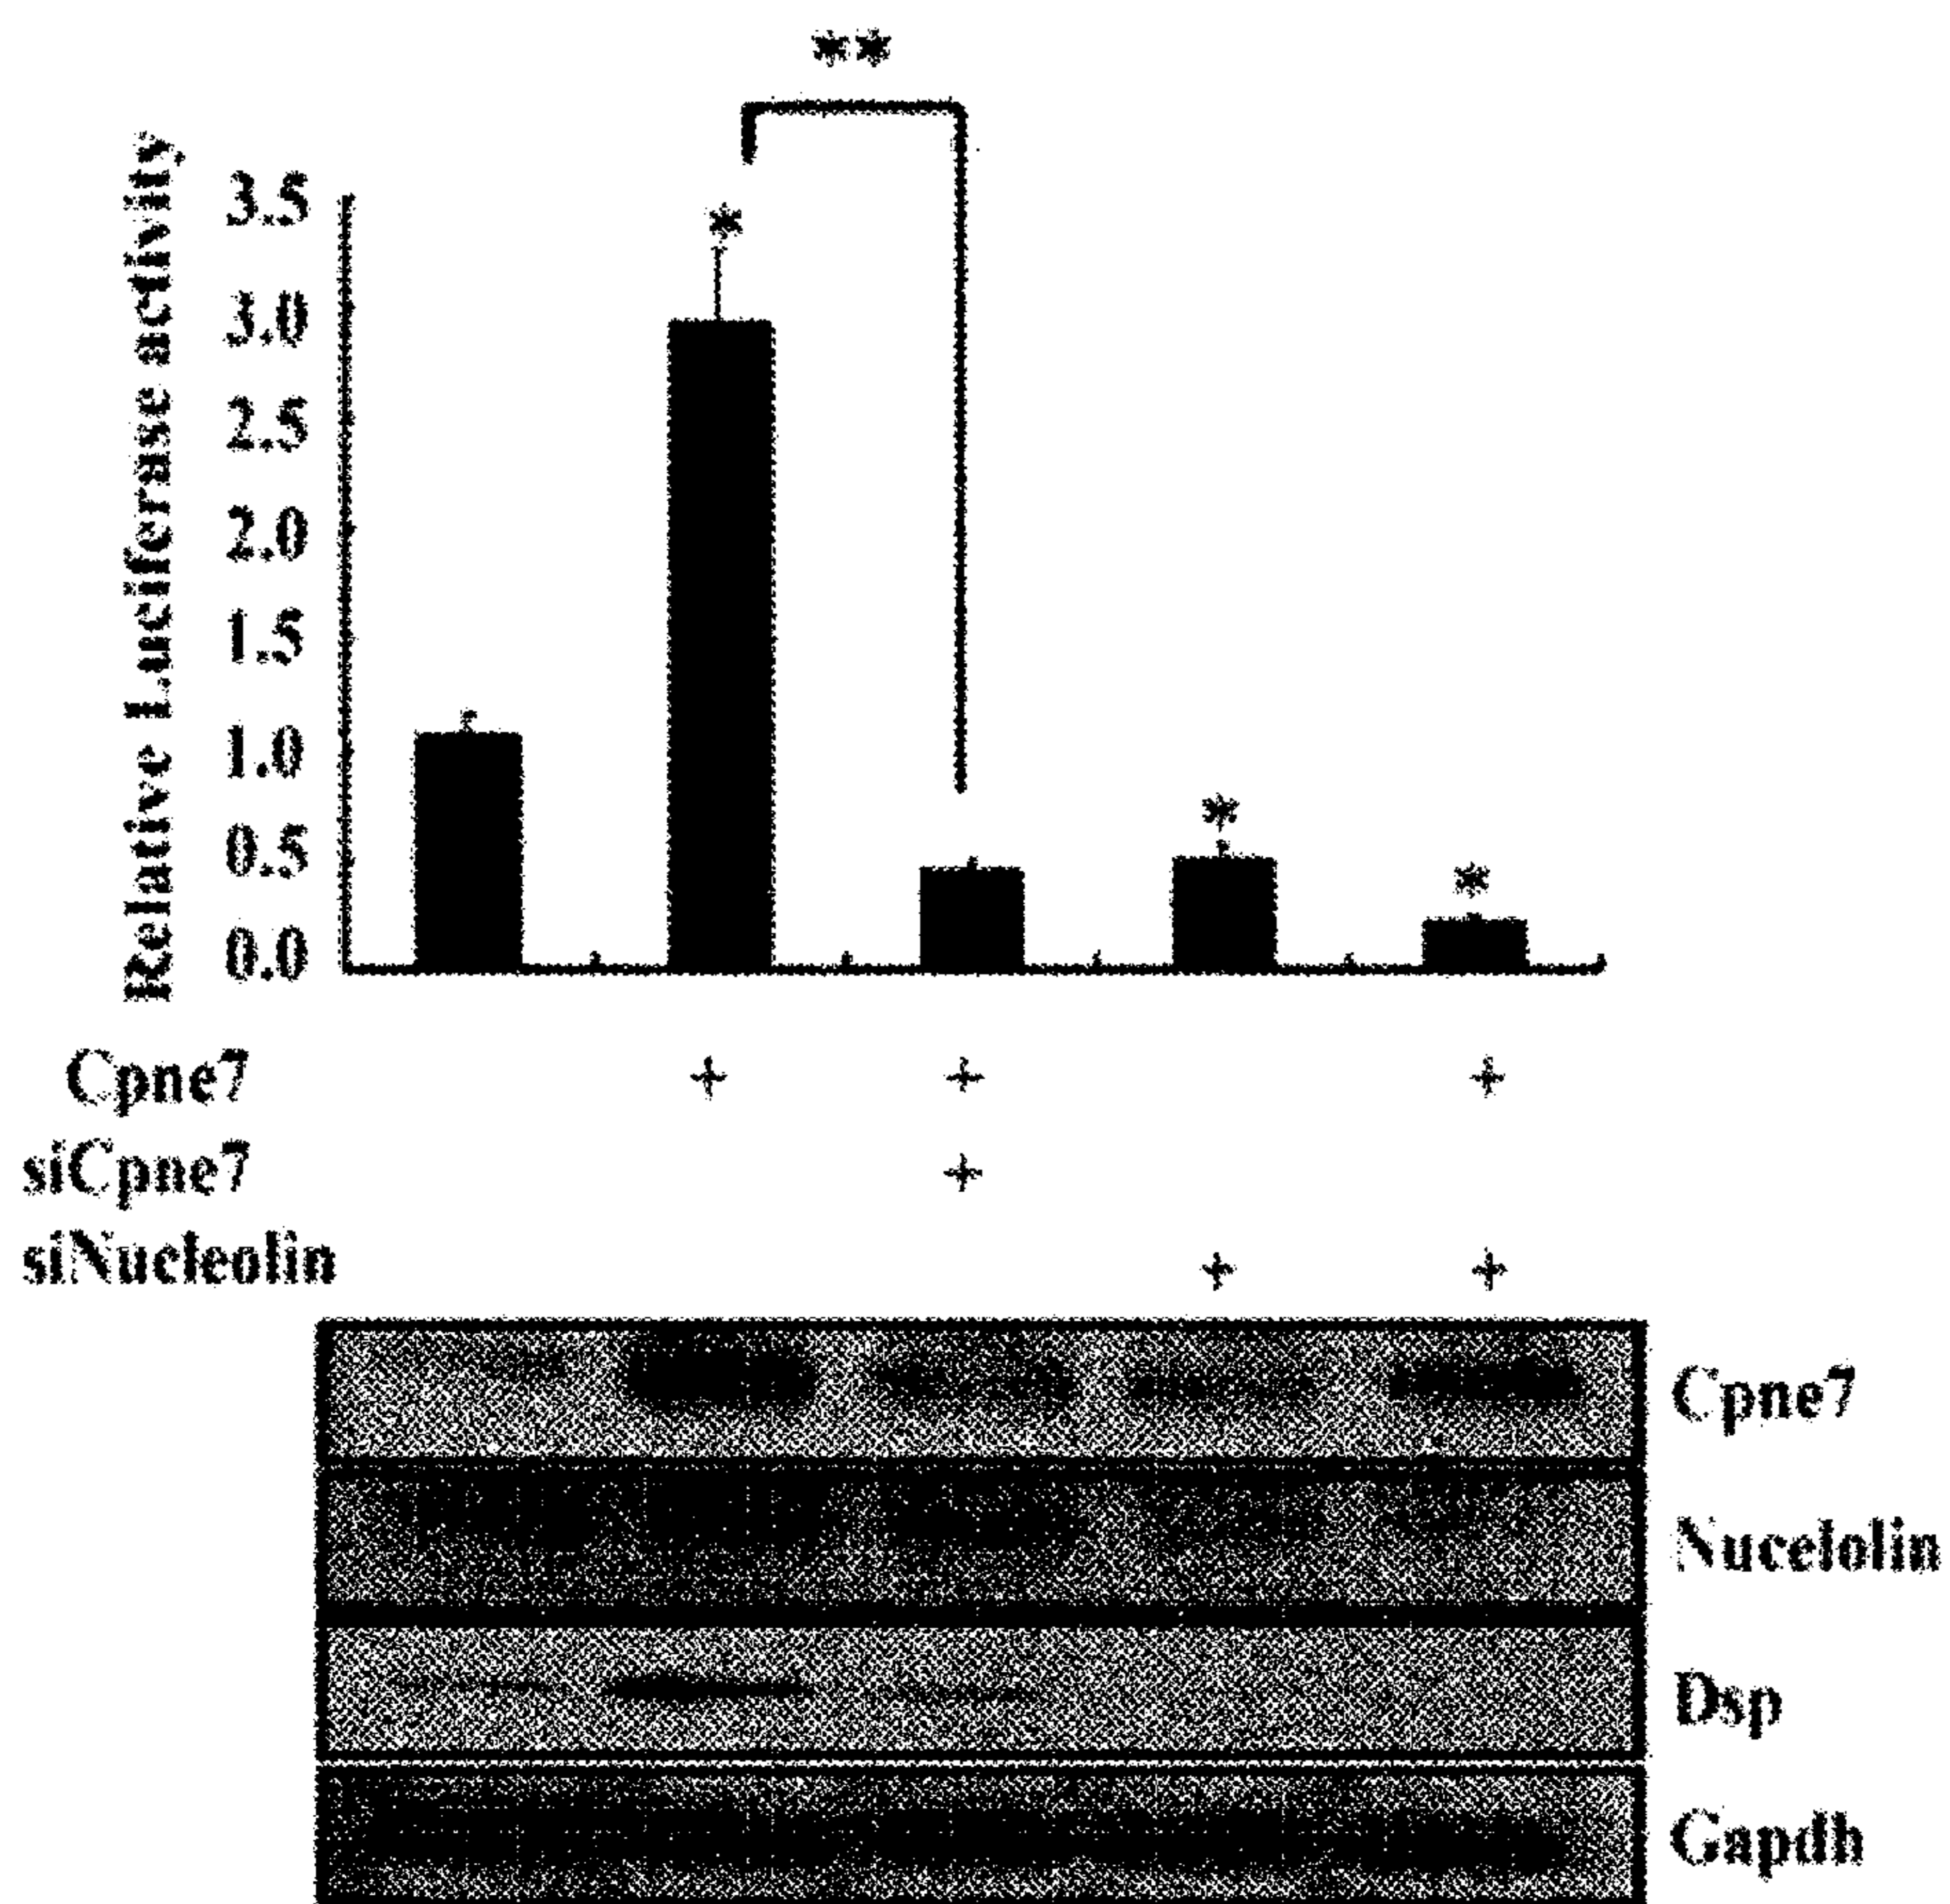 **
Relative Luciferase activity
3.5
*
3.0
2.5
2.0
1.5
1.0
*
0.5
*
0.0
Cpne7 + + +
siCpne7 +
siNucleolin + +
Cpne7
Nucelolin
Dsp
Gapdh